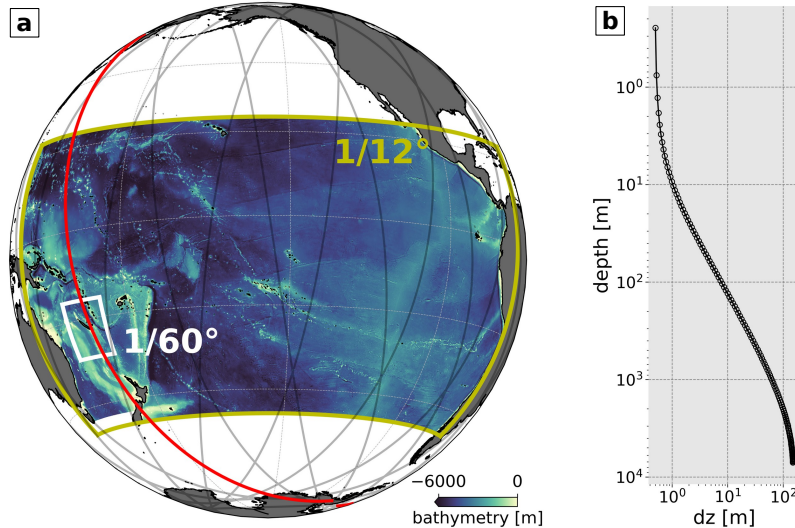 a
1/12°
1/60°
−6000 0
bathymetry [m]
b
depth [m]
10⁰
10¹
10²
10³
10⁴
10⁰ 10¹ 10²
dz [m]